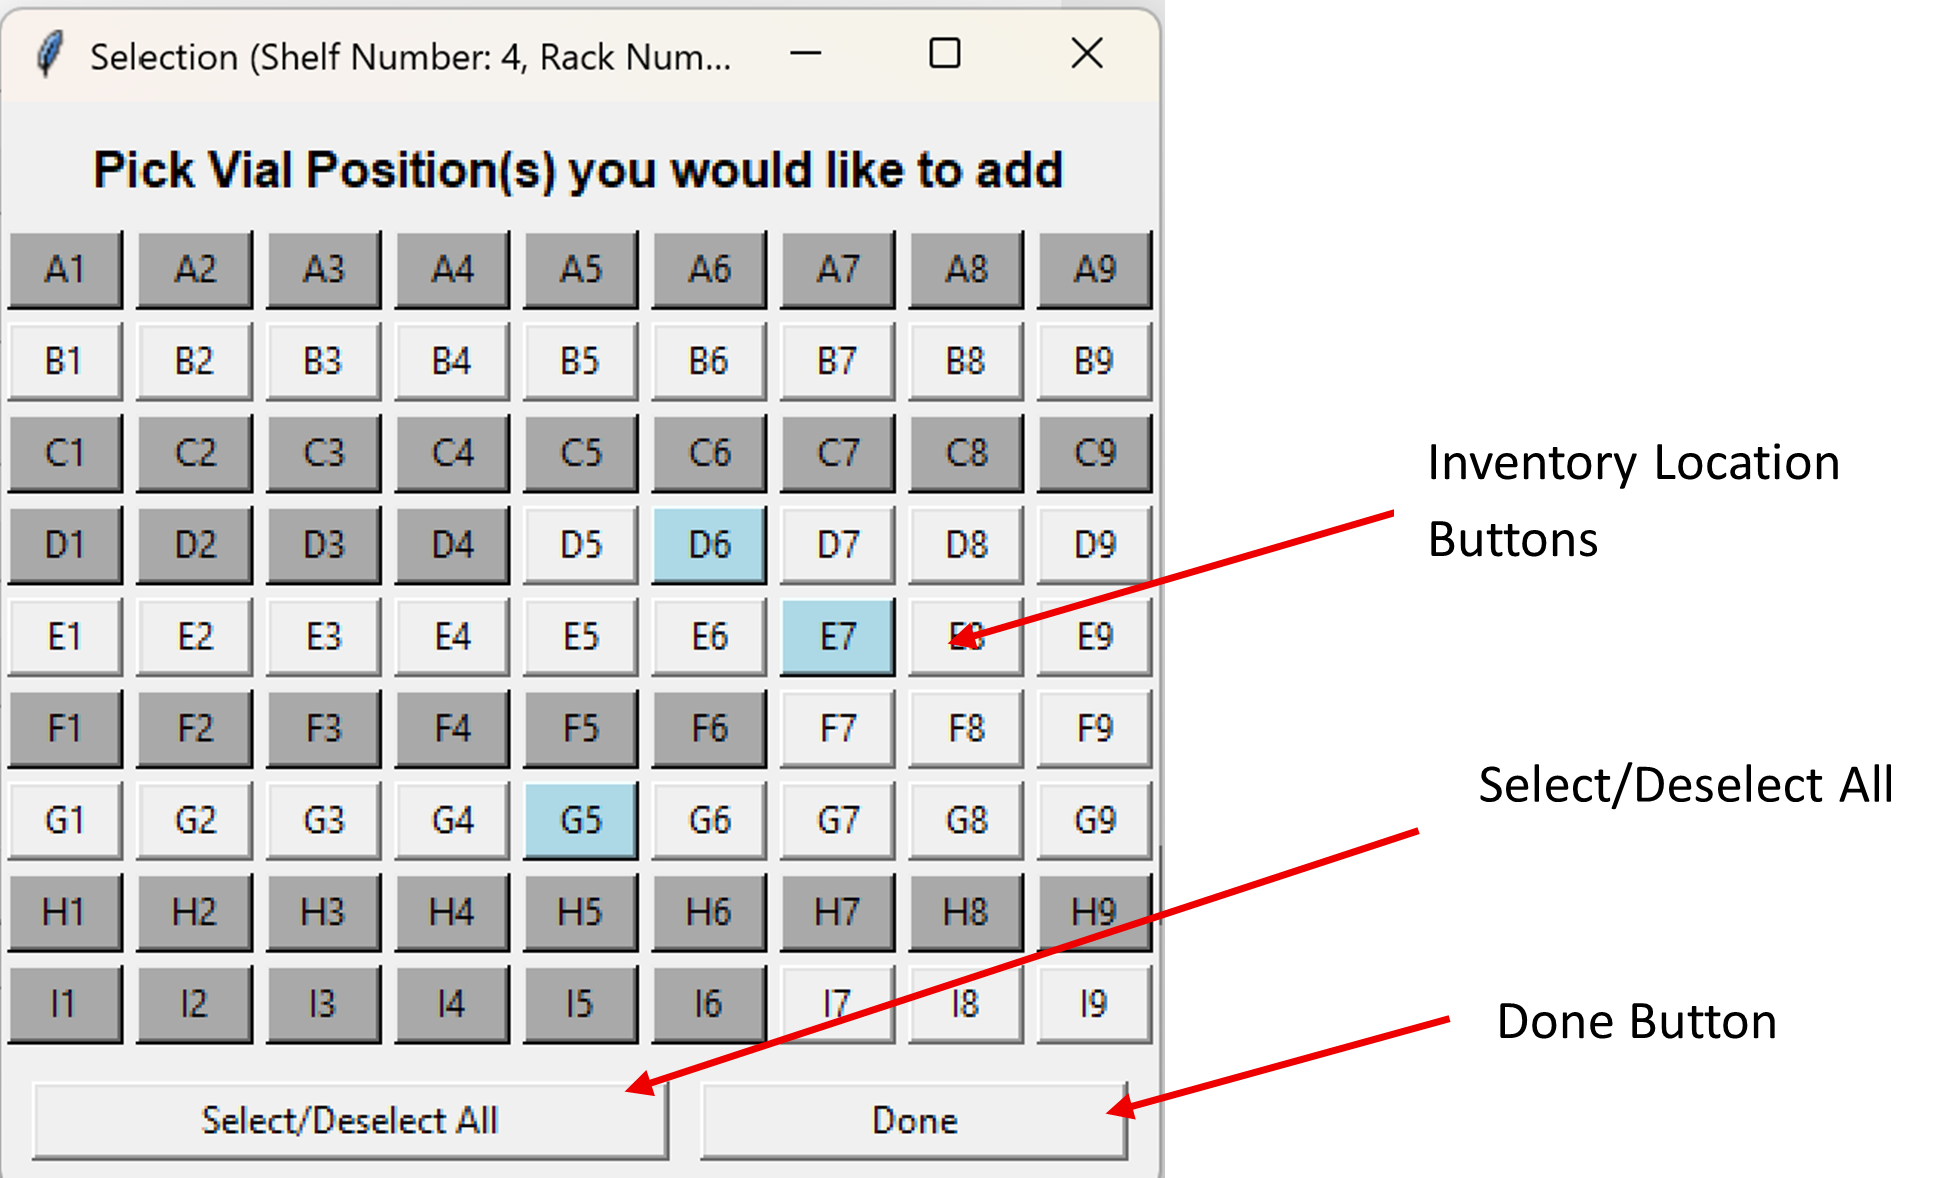 Selection (Shelf Number: 4, Rack Num...
Pick Vial Position(s) you would like to add
A1 A2 A3 A4 A5 A6 A7 A8 A9
B1 B2 B3 B4 B5 B6 B7 B8 B9
C1 C2 C3 C4 C5 C6 C7 C8 C9
D1 D2 D3 D4 D5 D6 D7 D8 D9
E1 E2 E3 E4 E5 E6 E7 E8 E9
F1 F2 F3 F4 F5 F6 F7 F8 F9
G1 G2 G3 G4 G5 G6 G7 G8 G9
H1 H2 H3 H4 H5 H6 H7 H8 H9
I1 I2 I3 I4 I5 I6 I7 I8 I9
Select/Deselect All Done
Inventory Location
Buttons
Select/Deselect All
Done Button